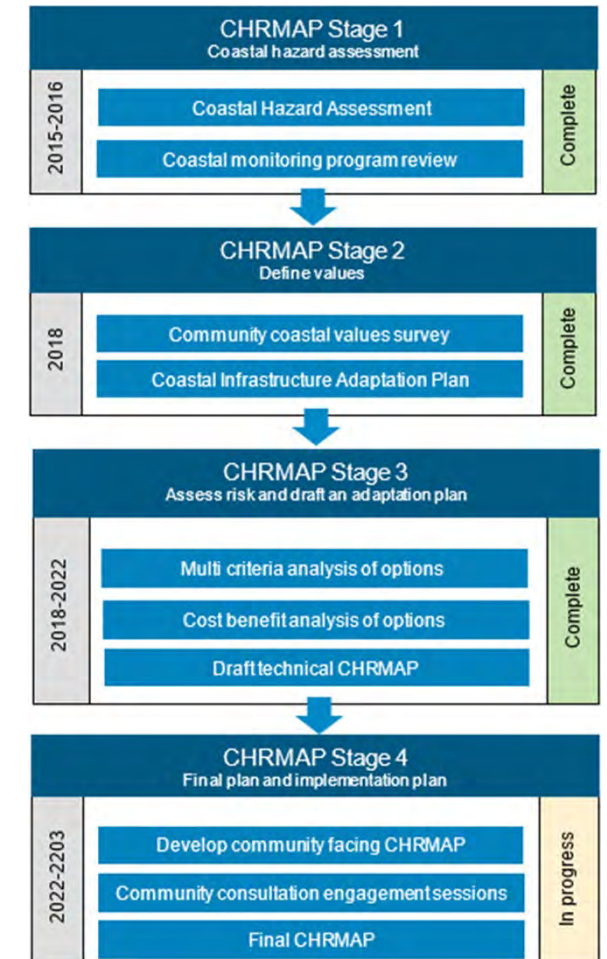 CHRMAP Stage 1
Coastal hazard assessment
2015-2016
Coastal Hazard Assessment
Coastal monitoring program review
Complete
CHRMAP Stage 2
Define values
2018
Community coastal values survey
Coastal Infrastructure Adaptation Plan
Complete
CHRMAP Stage 3
Assess risk and draft an adaptation plan
2018-2022
Multi criteria analysis of options
Cost benefit analysis of options
Draft technical CHRMAP
Complete
CHRMAP Stage 4
Final plan and implementation plan
2022-2203
Develop community facing CHRMAP
Community consultation engagement sessions
Final CHRMAP
In progress